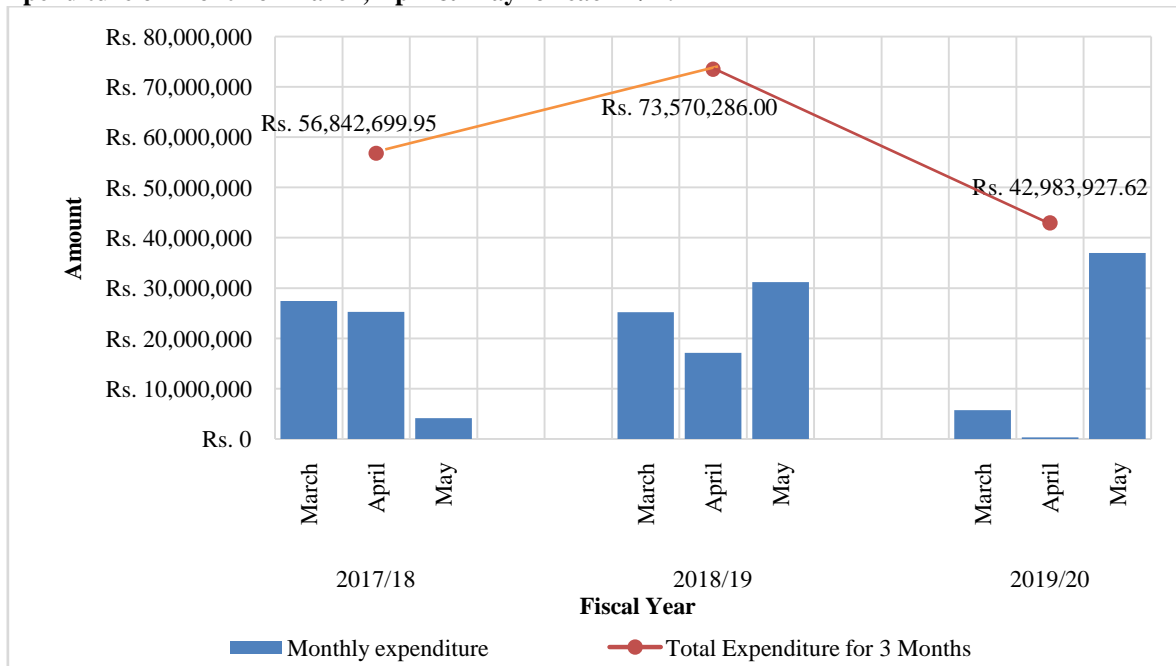 Rs. 80,000,000
Rs. 70,000,000
Rs. 60,000,000
Rs. 50,000,000
Rs. 40,000,000
Rs. 30,000,000
Rs. 20,000,000
Rs. 10,000,000
Rs. 0
Amount
Rs. 56,842,699.95
Rs. 73,570,286.00
Rs. 42,983,927.62
March
April
May
March
April
May
March
April
May
2017/18
2018/19
2019/20
Fiscal Year
Monthly expenditure
Total Expenditure for 3 Months